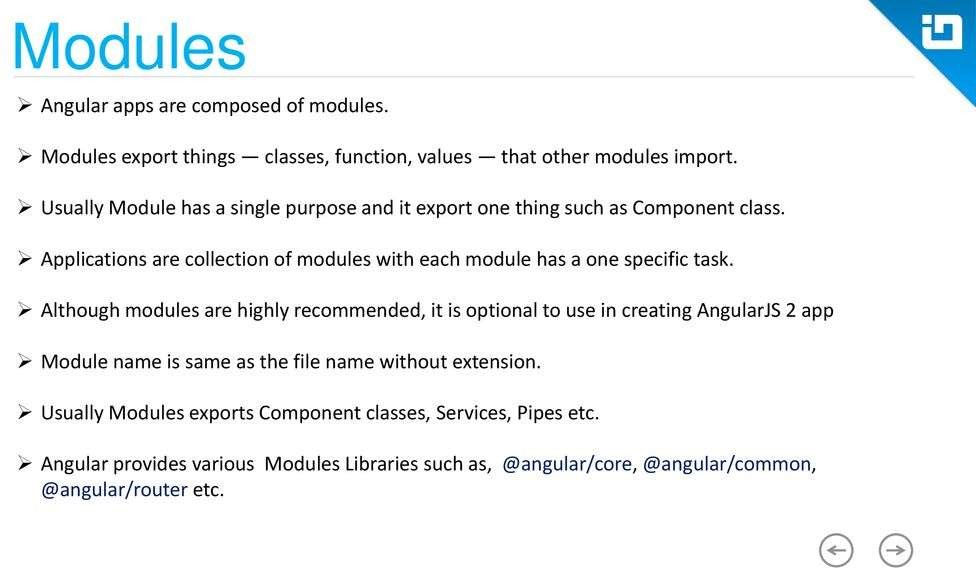 Modules
➢ Angular apps are composed of modules.
➢ Modules export things — classes, function, values — that other modules import.
➢ Usually Module has a single purpose and it export one thing such as Component class.
➢ Applications are collection of modules with each module has a one specific task.
➢ Although modules are highly recommended, it is optional to use in creating AngularJS 2 app
➢ Module name is same as the file name without extension.
➢ Usually Modules exports Component classes, Services, Pipes etc.
➢ Angular provides various  Modules Libraries such as,  @angular/core, @angular/common,
@angular/router etc.